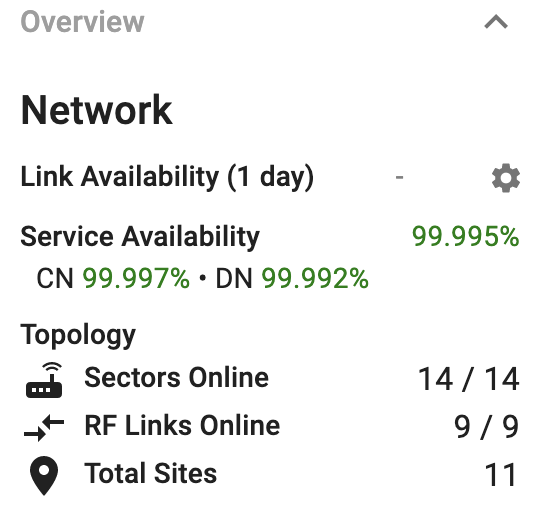 Overview
Network
Link Availability (1 day) -
Service Availability 99.995%
CN 99.997% • DN 99.992%
Topology
Sectors Online 14 / 14
RF Links Online 9 / 9
Total Sites 11